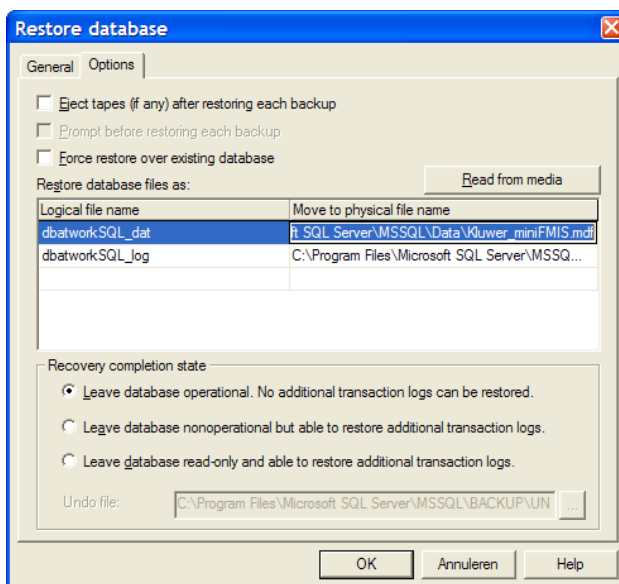 Restore database
General Options
Eject tapes (if any) after restoring each backup
Prompt before restoring each backup
Force restore over existing database
Restore database files as:
Read from media
Logical file name Move to physical file name
dbatworkSQL_dat ft SQL Server\MSSQL\Data\Kluwer_miniFMIS.mdf
dbatworkSQL_log C:\Program Files\Microsoft SQL Server\MSSQ...
Recovery completion state
Leave database operational. No additional transaction logs can be restored.
Leave database nonoperational but able to restore additional transaction logs.
Leave database read-only and able to restore additional transaction logs.
Undo file: C:\Program Files\Microsoft SQL Server\MSSQL\BACKUP\UN ...
OK Annuleren Help